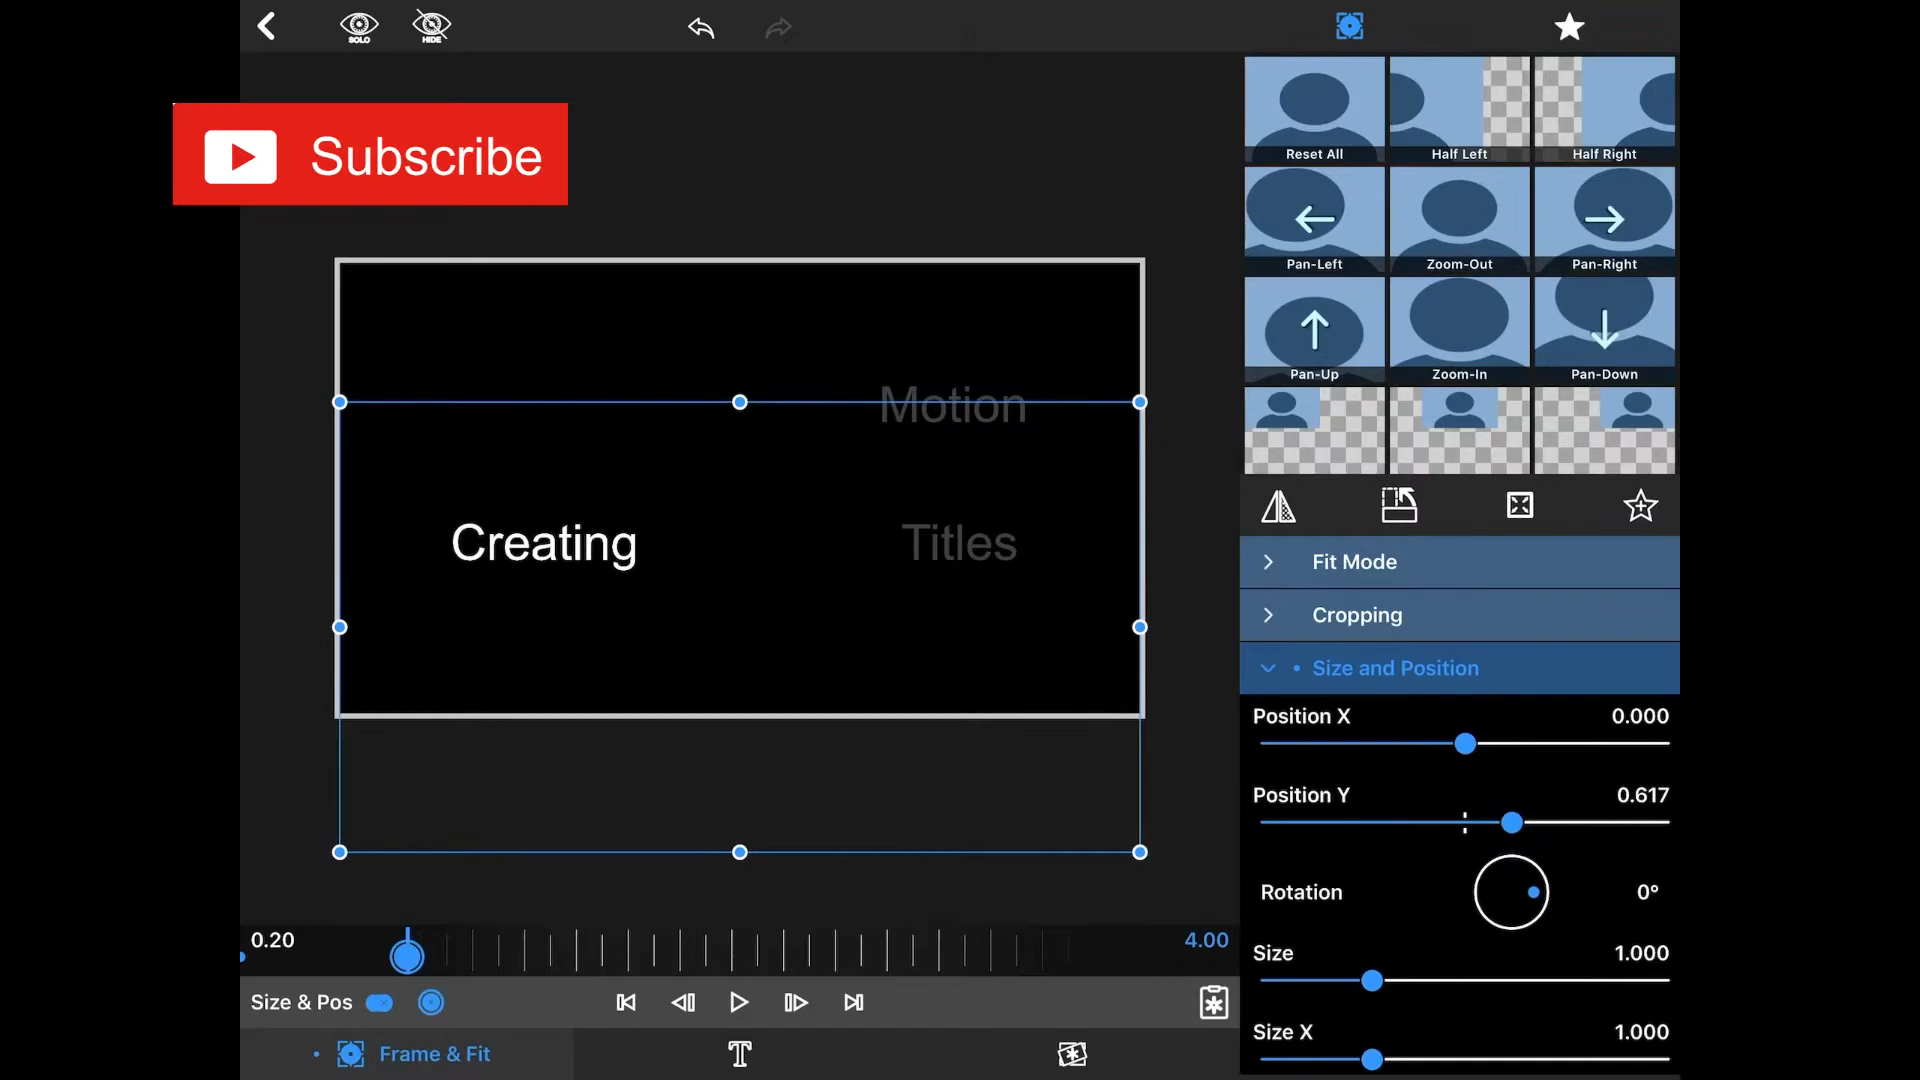 SOLO
HIDE
Subscribe
Reset All
Half Left
Half Right
Pan-Left
Zoom-Out
Pan-Right
Pan-Up
Zoom-In
Pan-Down
Motion
Creating
Titles
Fit Mode
Cropping
Size and Position
Position X 0.000
Position Y 0.617
Rotation 0°
Size 1.000
Size X 1.000
0.20
4.00
Size & Pos
Frame & Fit